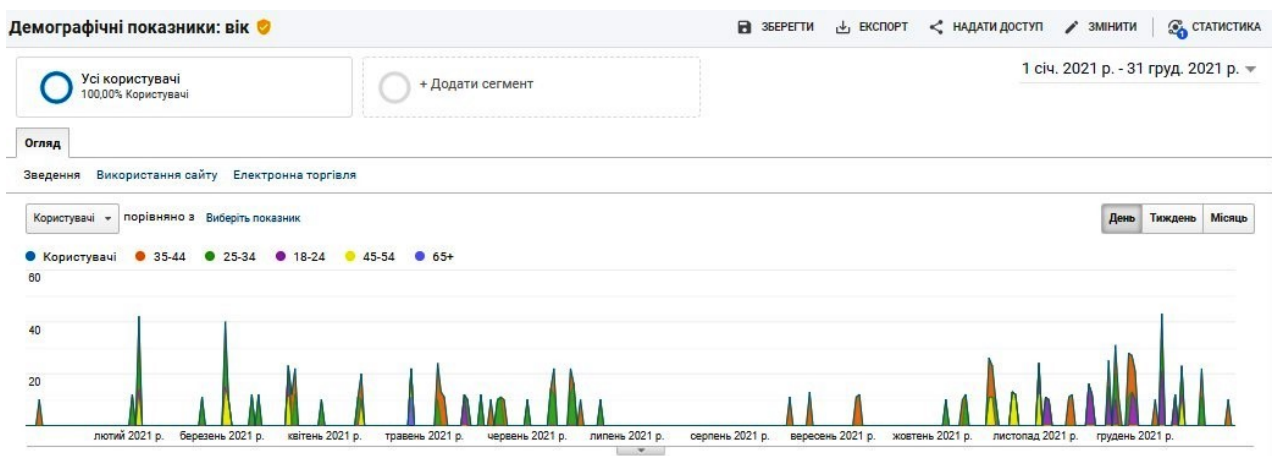 Демографічні показники: вік
ЗБЕРЕГТИ ЕКСПОРТ НАДАТИ ДОСТУП ЗМІНИТИ 1 СТАТИСТИКА
Усі користувачі
100,00% Користувачі
+ Додати сегмент
1 січ. 2021 р. - 31 груд. 2021 р.
Огляд
Зведення Використання сайту Електронна торгівля
Користувачі порівняно з Виберіть показник
День Тиждень Місяць
Користувачі 35-44 25-34 18-24 45-54 65+
60
40
20
лютий 2021 р. березень 2021 р. квітень 2021 р. травень 2021 р. червень 2021 р. липень 2021 р. серпень 2021 р. вересень 2021 р. жовтень 2021 р. листопад 2021 р. грудень 2021 р.